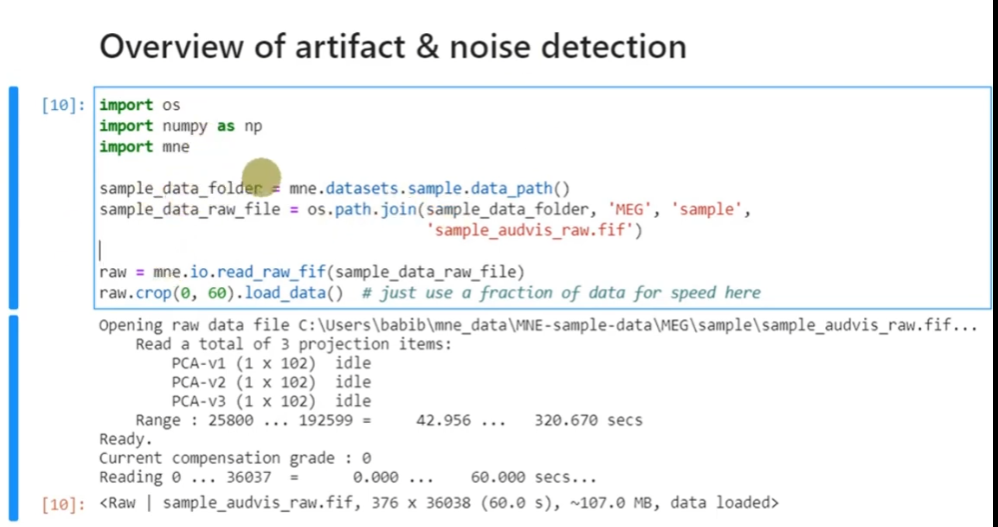 Overview of artifact & noise detection
[10]: import os
import numpy as np
import mne
sample_data_folder = mne.datasets.sample.data_path()
sample_data_raw_file = os.path.join(sample_data_folder, 'MEG', 'sample',
'sample_audvis_raw.fif')
raw = mne.io.read_raw_fif(sample_data_raw_file)
raw.crop(0, 60).load_data()  # just use a fraction of data for speed here
Opening raw data file C:\Users\babib\mne_data\MNE-sample-data\MEG\sample\sample_audvis_raw.fif...
Read a total of 3 projection items:
PCA-v1 (1 x 102)  idle
PCA-v2 (1 x 102)  idle
PCA-v3 (1 x 102)  idle
Range : 25800 ... 192599 =     42.956 ...   320.670 secs
Ready.
Current compensation grade : 0
Reading 0 ... 36037  =      0.000 ...    60.000 secs...
[10]: <Raw | sample_audvis_raw.fif, 376 x 36038 (60.0 s), ~107.0 MB, data loaded>